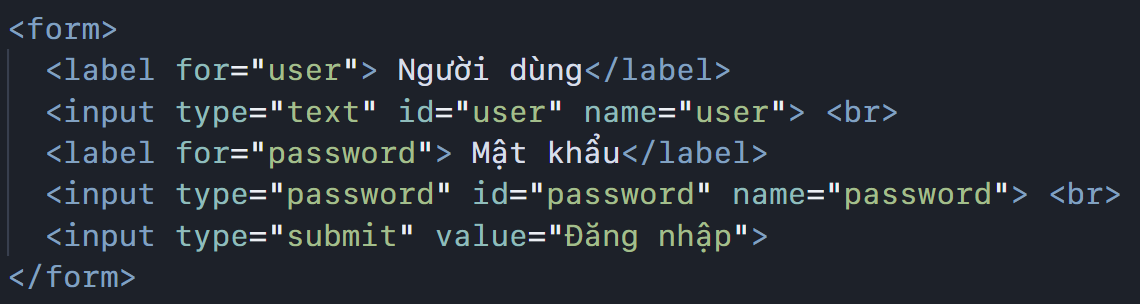 <form>
<label for="user"> Người dùng</label>
<input type="text" id="user" name="user"> <br>
<label for="password"> Mật khẩu</label>
<input type="password" id="password" name="password"> <br>
<input type="submit" value="Đăng nhập">
</form>